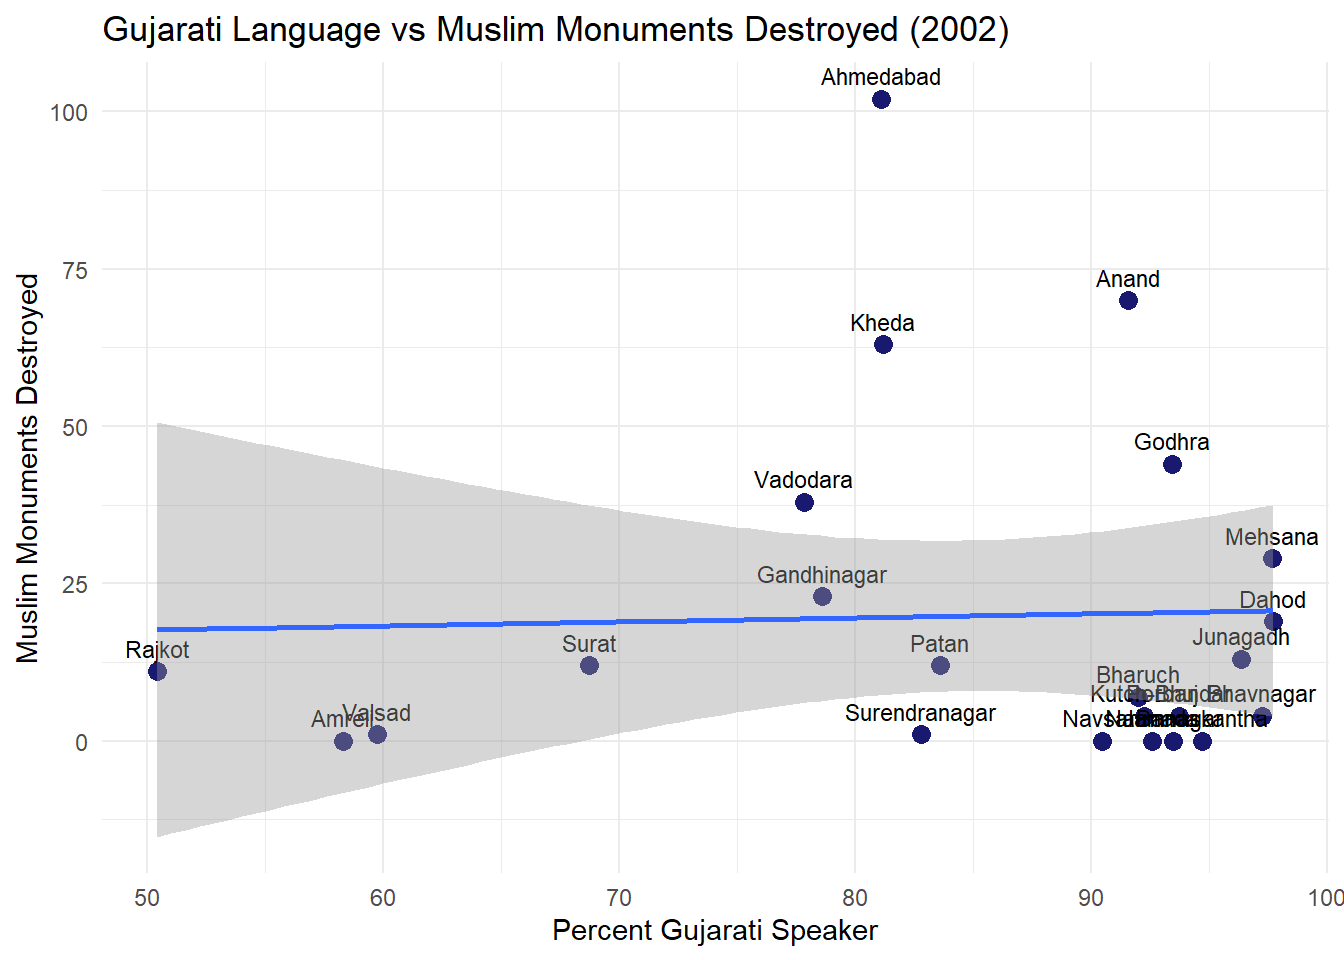 Gujarati Language vs Muslim Monuments Destroyed (2002)
Ahmedabad
Anand
Kheda
Godhra
Vadodara
Mehsana
Gandhinagar
Dahod
Junagadh
Rajkot
Surat
Patan
Bharuch
Bhavnagar
Amreli
Valsad
Surendranagar
100
75
50
25
0
Muslim Monuments Destroyed
50
60
70
80
90
100
Percent Gujarati Speaker